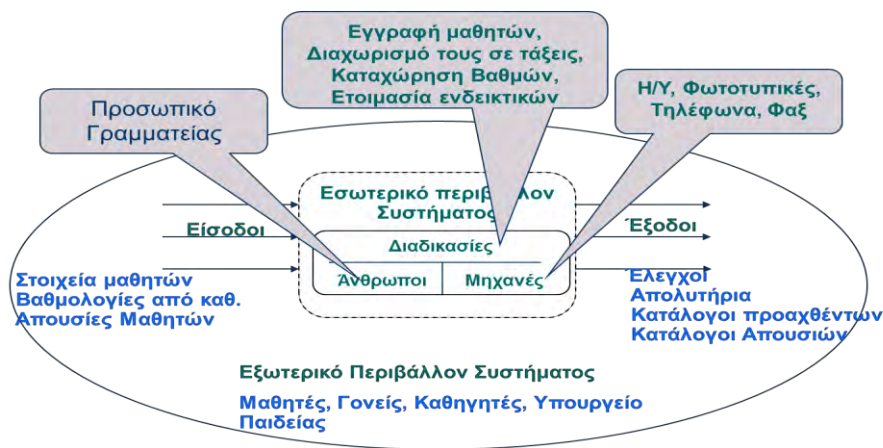 Εγγραφή μαθητών,
Διαχωρισμό τους σε τάξεις,
Καταχώρηση Βαθμών,
Ετοιμασία ενδεικτικών
Η/Υ, Φωτοτυπικές,
Τηλέφωνα, Φαξ
Προσωπικό
Γραμματείας
Εσωτερικό περιβάλλον
Συστήματος
Είσοδοι
Έξοδοι
Διαδικασίες
Άνθρωποι
Μηχανές
Στοιχεία μαθητών
Βαθμολογίες από καθ.
Απουσίες Μαθητών
Έλεγχοι
Απολυτήρια
Κατάλογοι προαχθέντων
Κατάλογοι Απουσιών
Εξωτερικό Περιβάλλον Συστήματος
Μαθητές, Γονείς, Καθηγητές, Υπουργείο
Παιδείας